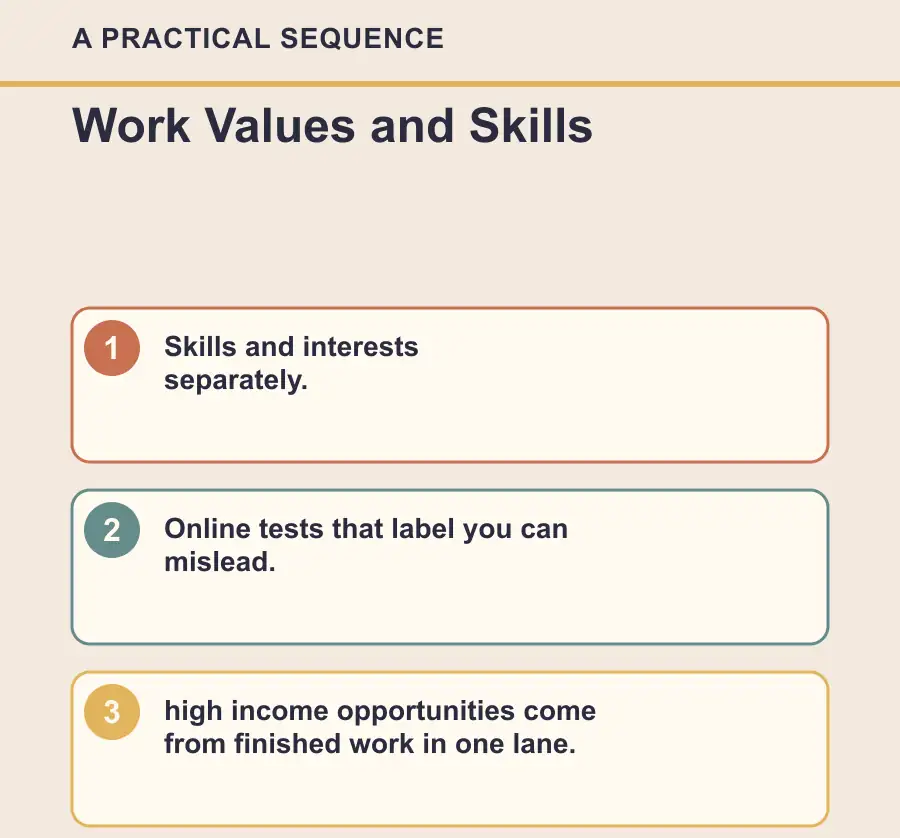 A PRACTICAL SEQUENCE
Work Values and Skills
1
Skills and interests
separately.
2
Online tests that label you can
mislead.
3
high income opportunities come
from finished work in one lane.